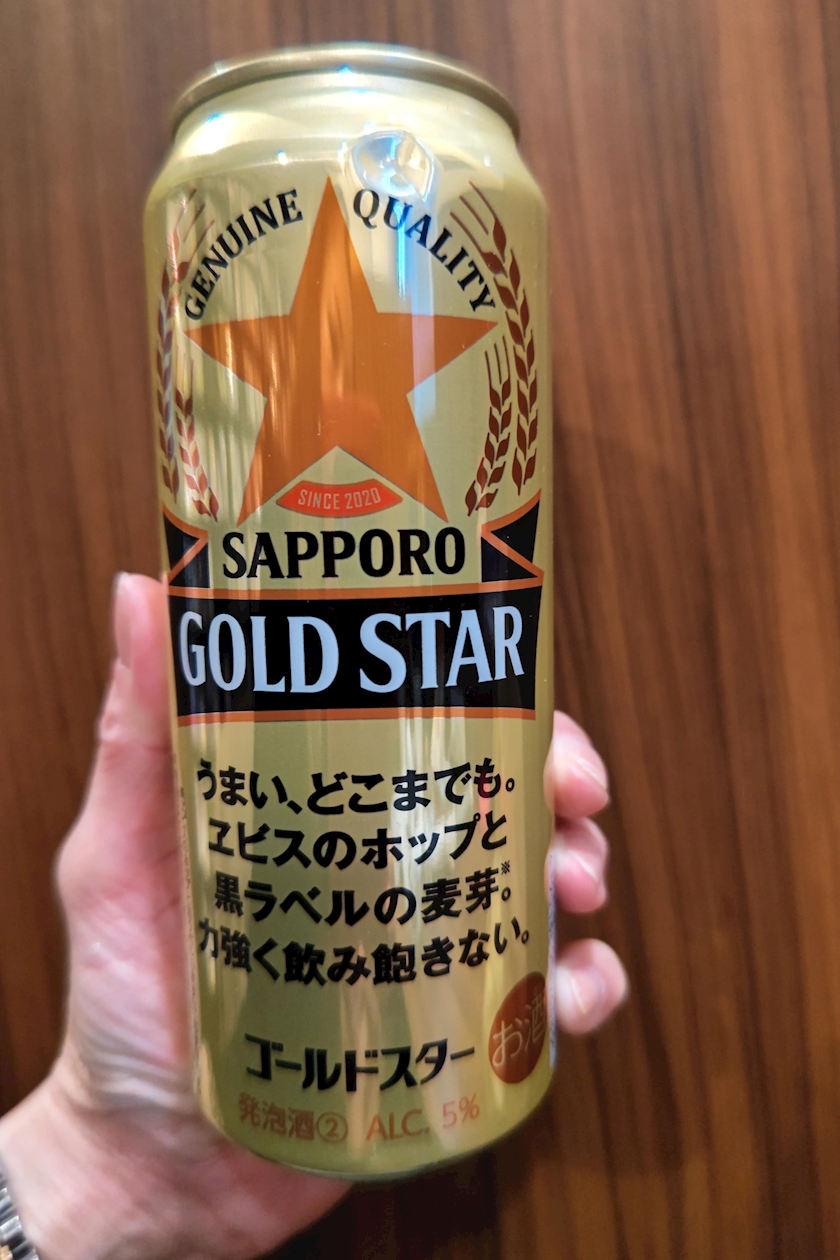 GENUINE QUALITY
SINCE 2020
SAPPORO
GOLD STAR
うまい、どこまでも。
ヱビスのホップと
黒ラベルの麦芽。※
力強く飲み飽きない。
お酒
ゴールドスター
発泡酒② ALC. 5%